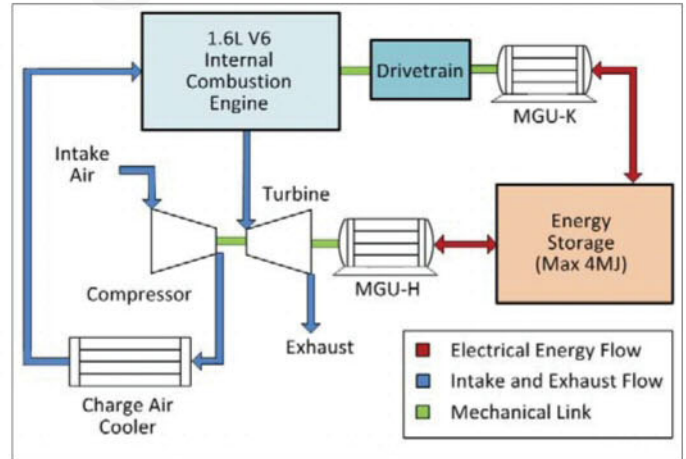 1.6L V6
Internal
Combustion
Engine
Drivetrain
MGU-K
Intake
Air
Turbine
Compressor
MGU-H
Energy
Storage
(Max 4MJ)
Exhaust
Charge Air
Cooler
Electrical Energy Flow
Intake and Exhaust Flow
Mechanical Link